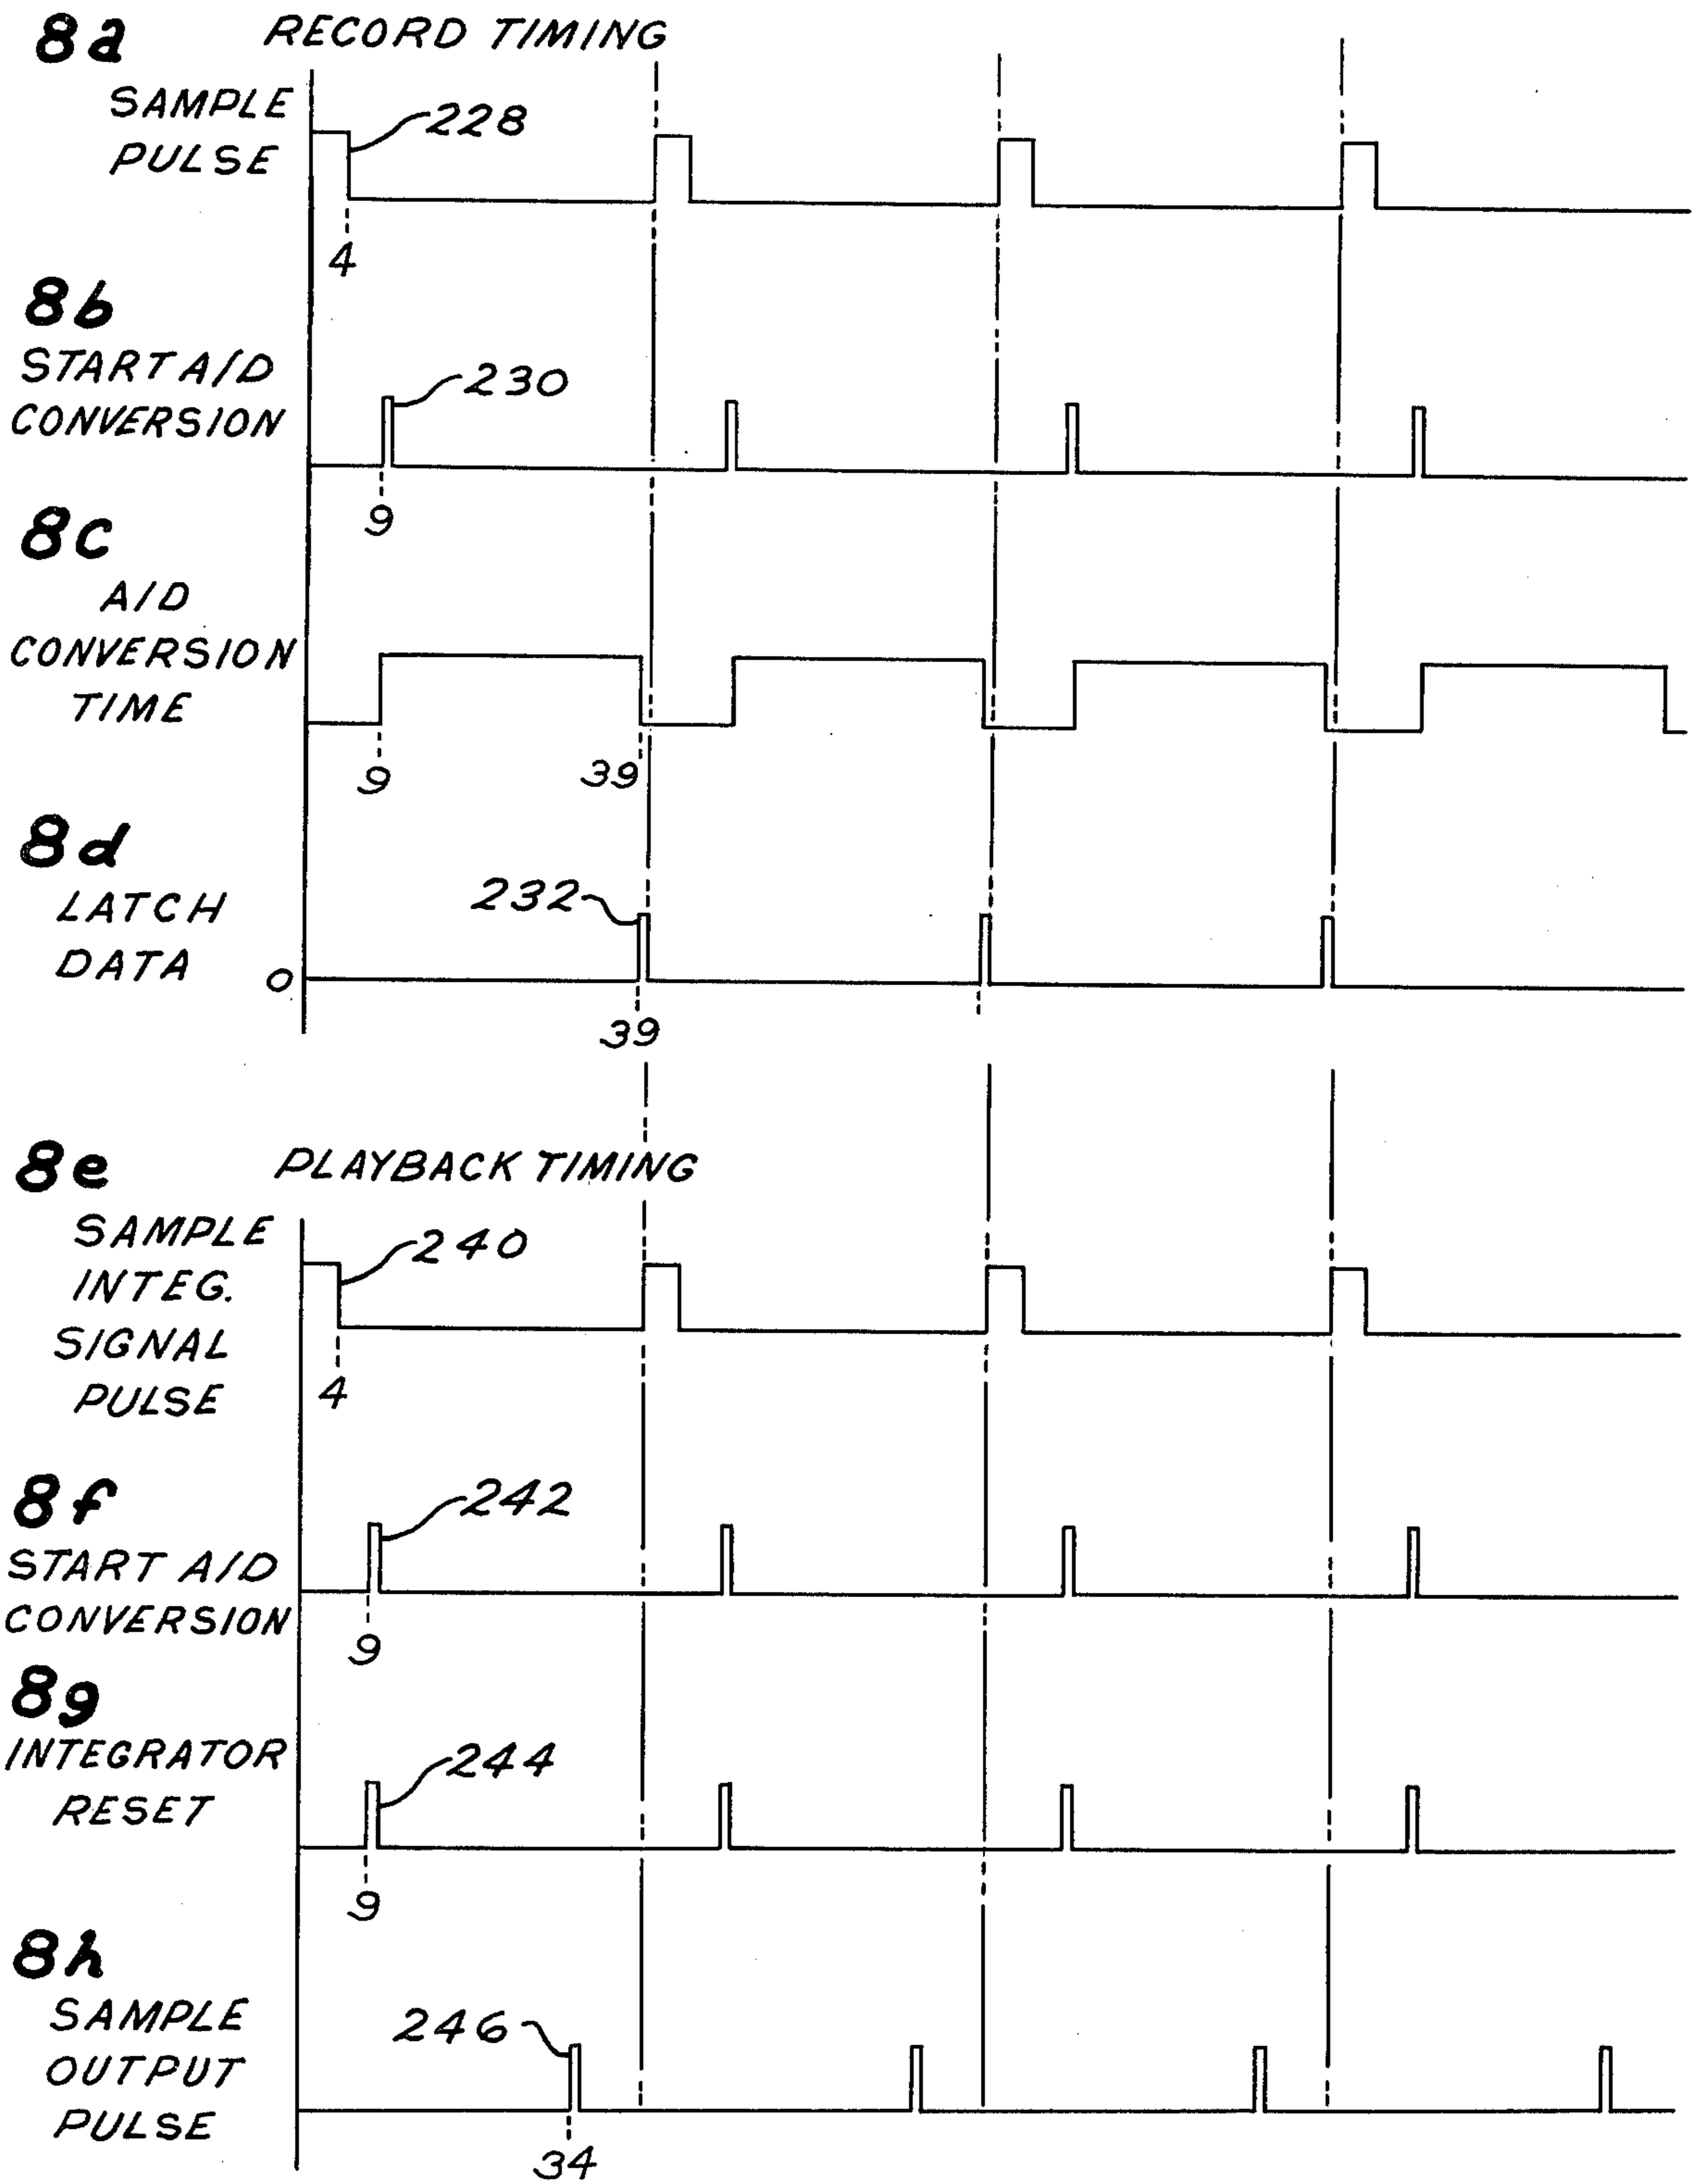 8a RECORD TIMING
SAMPLE
PULSE
228
4
8b
START A/D
CONVERSION
230
9
8c
A/D
CONVERSION
TIME
9
39
8d
LATCH
DATA
232
0
39
8e PLAYBACK TIMING
SAMPLE
INTEG.
SIGNAL
PULSE
240
4
8f
START A/D
CONVERSION
242
9
8g
INTEGRATOR
RESET
244
9
8h
SAMPLE
OUTPUT
PULSE
246
34